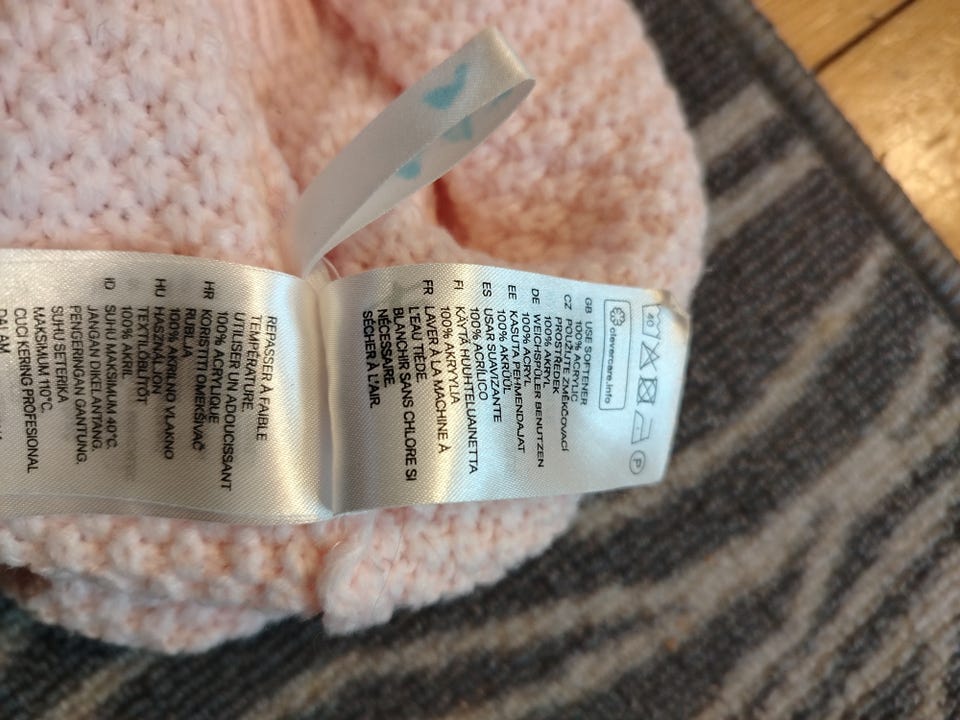 40
P
clevercare.info
GB USE SOFTENER
100% ACRYLIC
CZ POUŽIJTE ZMĚKČOVACÍ
PROSTŘEDEK
100% AKRYL
DE WEICHSPÜLER BENUTZEN
100% ACRYL
EE KASUTA PEHMENDAJAT
100% AKRÜÜL
ES USAR SUAVIZANTE
100% ACRÍLICO
FI KÄYTÄ HUUHTELUAINETTA
100% AKRYYLIA
FR LAVER À LA MACHINE À
L'EAU TIÈDE.
BLANCHIR SANS CHLORE SI
NÉCESSAIRE.
SÉCHER À L'AIR.
REPASSER À FAIBLE
TEMPÉRATURE.
UTILISER UN ADOUCISSANT
100% ACRYLIQUE
HR KORISTITI OMEKŠIVAČ
RUBLJA
100% AKRILNO VLAKNO
HU HASZNÁLJON
TEXTILÖBLÍTŐT
100% AKRIL
ID SUHU MAKSIMUM 40°C.
JANGAN DIKELANTANG.
PENGERINGAN GANTUNG.
SUHU SETERIKA
MAKSIMUM 110°C.
CUCI KERING PROFESIONAL
DALAM